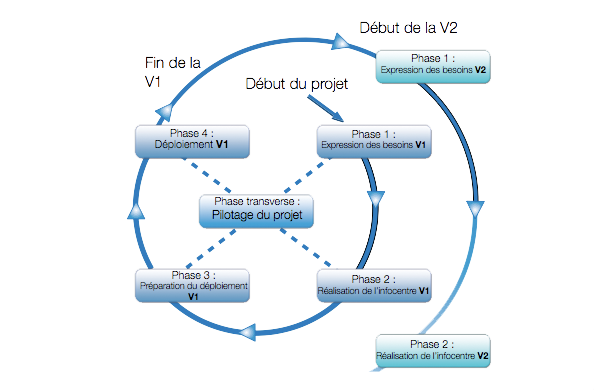 Début de la V2
Phase 1 :
Expression des besoins V2
Fin de la
V1
Début du projet
Phase 4 :
Déploiement V1
Phase 1 :
Expression des besoins V1
Phase transverse :
Pilotage du projet
Phase 3 :
Préparation du déploiement
V1
Phase 2 :
Réalisation de l'infocentre V1
Phase 2 :
Réalisation de l'infocentre V2